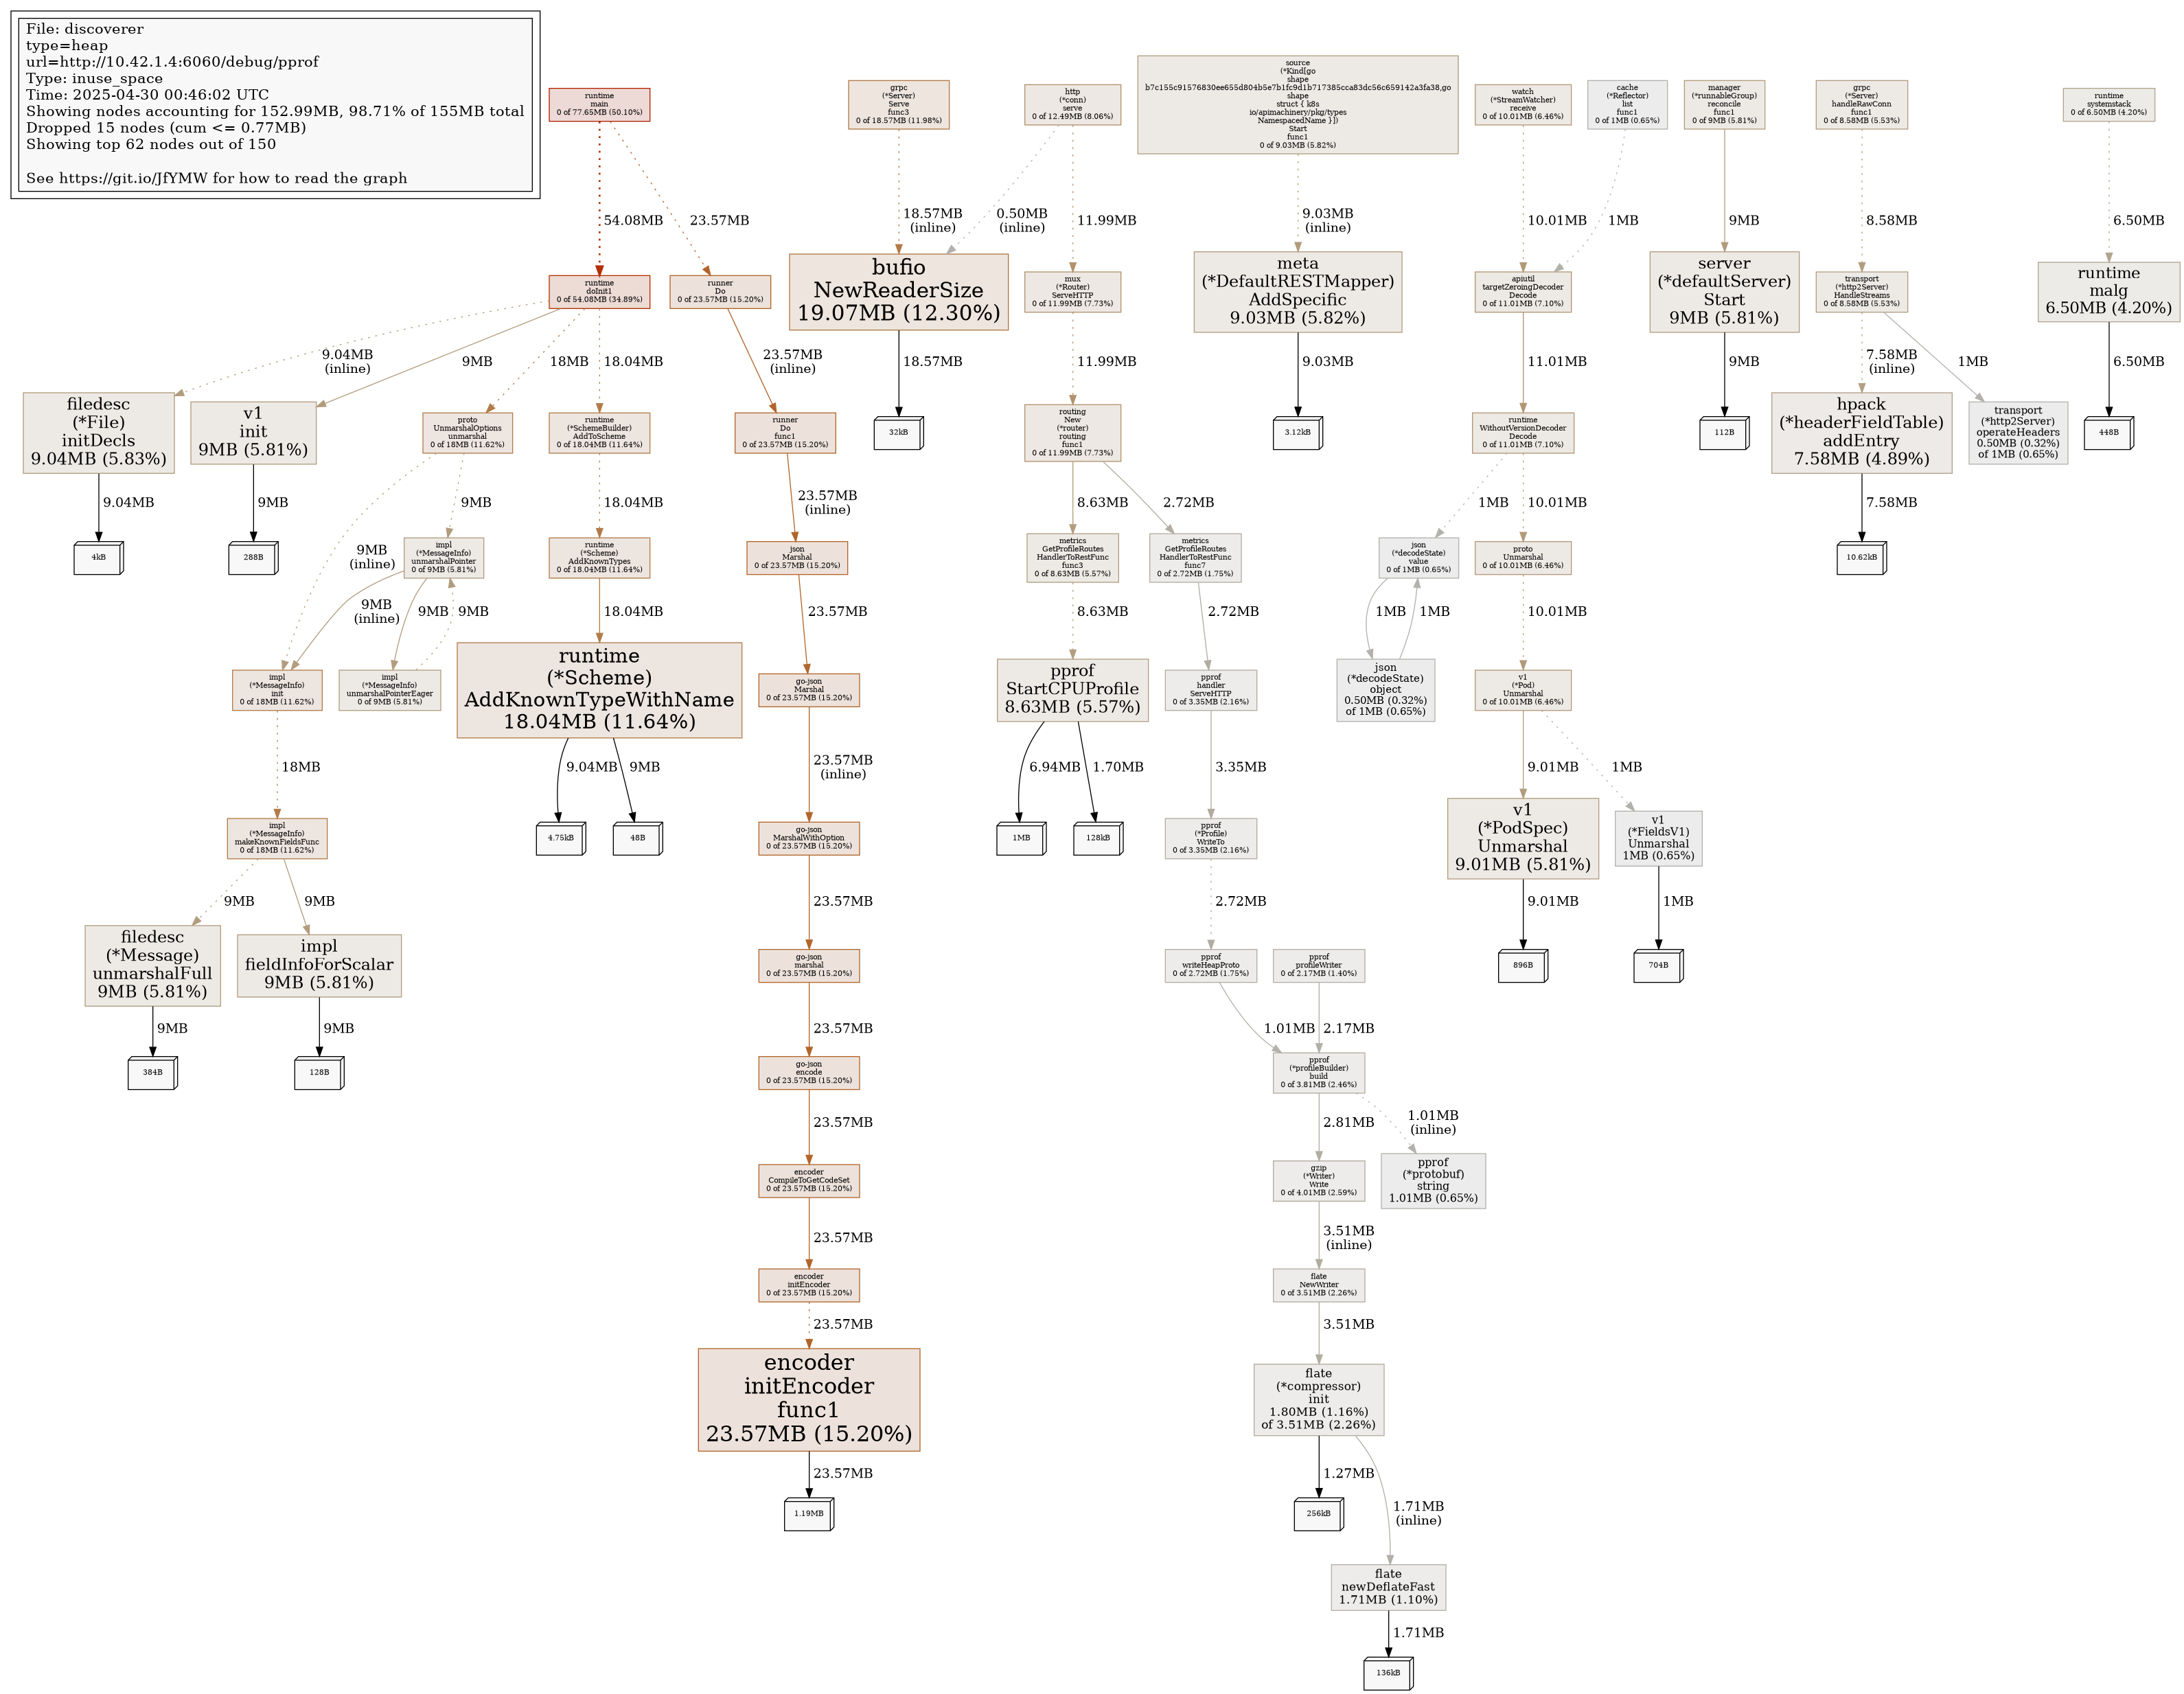 File: discoverer
type=heap
url=http://10.42.1.4:6060/debug/pprof
Type: inuse_space
Time: 2025-04-30 00:46:02 UTC
Showing nodes accounting for 152.99MB, 98.71% of 155MB total
Dropped 15 nodes (cum <= 0.77MB)
Showing top 62 nodes out of 150
See https://git.io/JfYMW for how to read the graph
runtime
main
0 of 77.65MB (50.10%)
grpc
(*Server)
Serve
func3
0 of 18.57MB (11.98%)
http
(*conn)
serve
0 of 12.49MB (8.06%)
source
(*Kind[go
shape
b7c155c91576830ee655d804b5e7b1fc9d1b717385cca83dc56c659142a3fa38,go
shape
struct { k8s
io/apimachinery/pkg/types
NamespacedName }])
Start
func1
0 of 9.03MB (5.82%)
watch
(*StreamWatcher)
receive
0 of 10.01MB (6.46%)
cache
(*Reflector)
list
func1
0 of 1MB (0.65%)
manager
(*runnableGroup)
reconcile
func1
0 of 9MB (5.81%)
grpc
(*Server)
handleRawConn
func1
0 of 8.58MB (5.53%)
runtime
systemstack
0 of 6.50MB (4.20%)
54.08MB
23.57MB
18.57MB
(inline)
0.50MB
(inline)
11.99MB
9.03MB
(inline)
10.01MB
1MB
9MB
8.58MB
6.50MB
runtime
doInit1
0 of 54.08MB (34.89%)
runner
Do
0 of 23.57MB (15.20%)
bufio
NewReaderSize
19.07MB (12.30%)
mux
(*Router)
ServeHTTP
0 of 11.99MB (7.73%)
meta
(*DefaultRESTMapper)
AddSpecific
9.03MB (5.82%)
apiutil
targetZeroingDecoder
Decode
0 of 11.01MB (7.10%)
server
(*defaultServer)
Start
9MB (5.81%)
transport
(*http2Server)
HandleStreams
0 of 8.58MB (5.53%)
runtime
malg
6.50MB (4.20%)
9.04MB
(inline)
9MB
18MB
18.04MB
23.57MB
(inline)
18.57MB
11.99MB
9.03MB
11.01MB
9MB
7.58MB
(inline)
1MB
6.50MB
filedesc
(*File)
initDecls
9.04MB (5.83%)
v1
init
9MB (5.81%)
proto
UnmarshalOptions
unmarshal
0 of 18MB (11.62%)
runtime
(*SchemeBuilder)
AddToScheme
0 of 18.04MB (11.64%)
runner
Do
func1
0 of 23.57MB (15.20%)
32kB
routing
New
(*router)
routing
func1
0 of 11.99MB (7.73%)
3.12kB
runtime
WithoutVersionDecoder
Decode
0 of 11.01MB (7.10%)
112B
hpack
(*headerFieldTable)
addEntry
7.58MB (4.89%)
transport
(*http2Server)
operateHeaders
0.50MB (0.32%)
of 1MB (0.65%)
448B
9.04MB
9MB
9MB
(inline)
9MB
18.04MB
23.57MB
(inline)
8.63MB
2.72MB
1MB
10.01MB
7.58MB
4kB
288B
impl
(*MessageInfo)
unmarshalPointer
0 of 9MB (5.81%)
runtime
(*Scheme)
AddKnownTypes
0 of 18.04MB (11.64%)
json
Marshal
0 of 23.57MB (15.20%)
metrics
GetProfileRoutes
HandlerToRestFunc
func3
0 of 8.63MB (5.57%)
metrics
GetProfileRoutes
HandlerToRestFunc
func7
0 of 2.72MB (1.75%)
json
(*decodeState)
value
0 of 1MB (0.65%)
proto
Unmarshal
0 of 10.01MB (6.46%)
10.62kB
9MB
(inline)
9MB
9MB
18.04MB
23.57MB
8.63MB
2.72MB
1MB
1MB
10.01MB
impl
(*MessageInfo)
init
0 of 18MB (11.62%)
impl
(*MessageInfo)
unmarshalPointerEager
0 of 9MB (5.81%)
runtime
(*Scheme)
AddKnownTypeWithName
18.04MB (11.64%)
go-json
Marshal
0 of 23.57MB (15.20%)
pprof
StartCPUProfile
8.63MB (5.57%)
pprof
handler
ServeHTTP
0 of 3.35MB (2.16%)
json
(*decodeState)
object
0.50MB (0.32%)
of 1MB (0.65%)
v1
(*Pod)
Unmarshal
0 of 10.01MB (6.46%)
18MB
9.04MB
9MB
23.57MB
(inline)
6.94MB
1.70MB
3.35MB
9.01MB
1MB
impl
(*MessageInfo)
makeKnownFieldsFunc
0 of 18MB (11.62%)
4.75kB
48B
go-json
MarshalWithOption
0 of 23.57MB (15.20%)
1MB
128kB
pprof
(*Profile)
WriteTo
0 of 3.35MB (2.16%)
v1
(*PodSpec)
Unmarshal
9.01MB (5.81%)
v1
(*FieldsV1)
Unmarshal
1MB (0.65%)
9MB
9MB
23.57MB
2.72MB
9.01MB
1MB
filedesc
(*Message)
unmarshalFull
9MB (5.81%)
impl
fieldInfoForScalar
9MB (5.81%)
go-json
marshal
0 of 23.57MB (15.20%)
pprof
writeHeapProto
0 of 2.72MB (1.75%)
pprof
profileWriter
0 of 2.17MB (1.40%)
896B
704B
9MB
9MB
23.57MB
1.01MB
2.17MB
384B
128B
go-json
encode
0 of 23.57MB (15.20%)
pprof
(*profileBuilder)
build
0 of 3.81MB (2.46%)
23.57MB
2.81MB
1.01MB
(inline)
encoder
CompileToGetCodeSet
0 of 23.57MB (15.20%)
gzip
(*Writer)
Write
0 of 4.01MB (2.59%)
pprof
(*protobuf)
string
1.01MB (0.65%)
23.57MB
3.51MB
(inline)
encoder
initEncoder
0 of 23.57MB (15.20%)
flate
NewWriter
0 of 3.51MB (2.26%)
23.57MB
3.51MB
encoder
initEncoder
func1
23.57MB (15.20%)
flate
(*compressor)
init
1.80MB (1.16%)
of 3.51MB (2.26%)
23.57MB
1.27MB
1.71MB
(inline)
1.19MB
256kB
flate
newDeflateFast
1.71MB (1.10%)
1.71MB
136kB